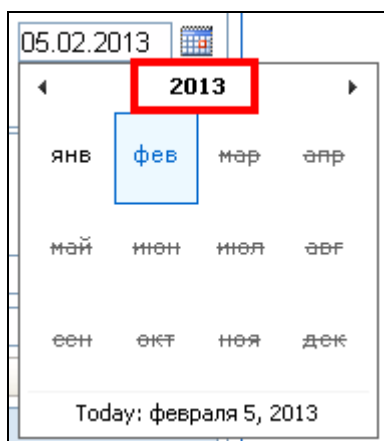 05.02.2013
2013
янв фев мар апр
май июн июл авг
сен окт ноя дек
Today: февраля 5, 2013